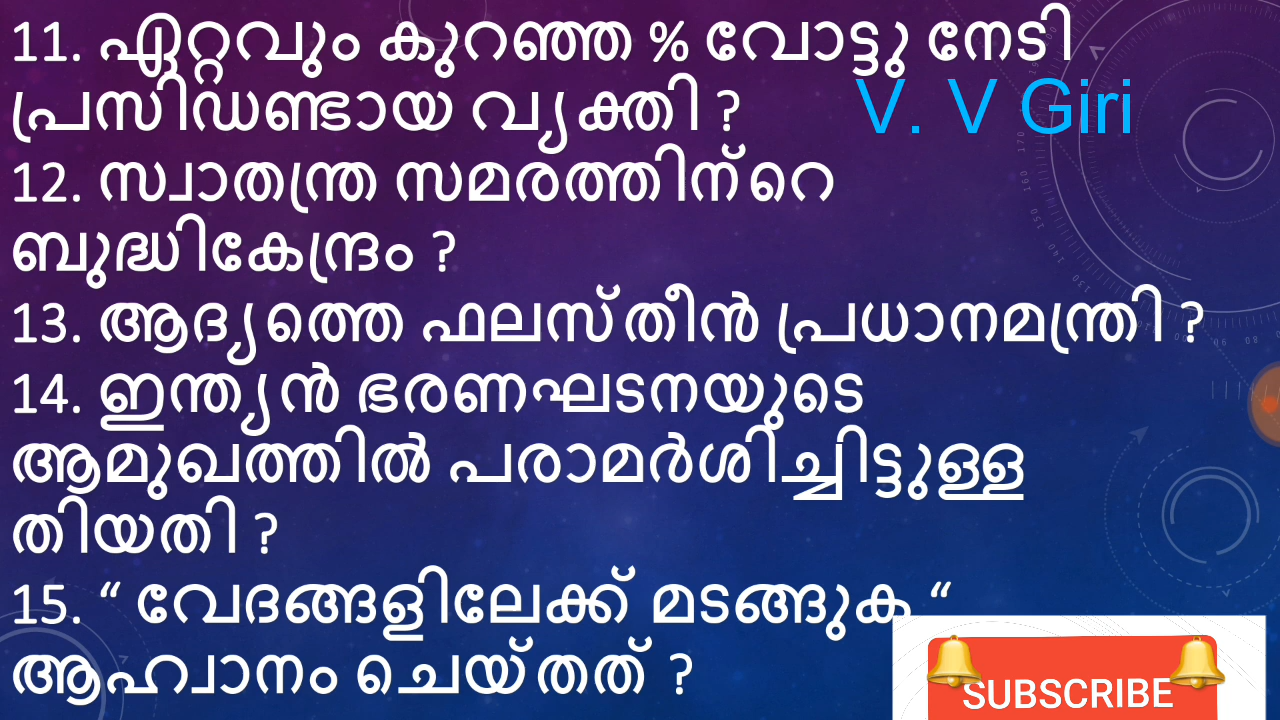 11. ഏറ്റവും കുറഞ്ഞ % വോട്ടു നേടി
പ്രസിഡണ്ടായ വ്യക്തി ? V. V Giri
12. സ്വാതന്ത്ര സമരത്തിന്റെ
ബുദ്ധികേന്ദ്രം ?
13. ആദ്യത്തെ ഫലസ്തീൻ പ്രധാനമന്ത്രി ?
14. ഇന്ത്യൻ ഭരണഘടനയുടെ
ആമുഖത്തിൽ പരാമർശിച്ചിട്ടുള്ള
തിയതി ?
15. “ വേദങ്ങളിലേക്ക് മടങ്ങുക “
ആഹ്വാനം ചെയ്തത് ?
SUBSCRIBE